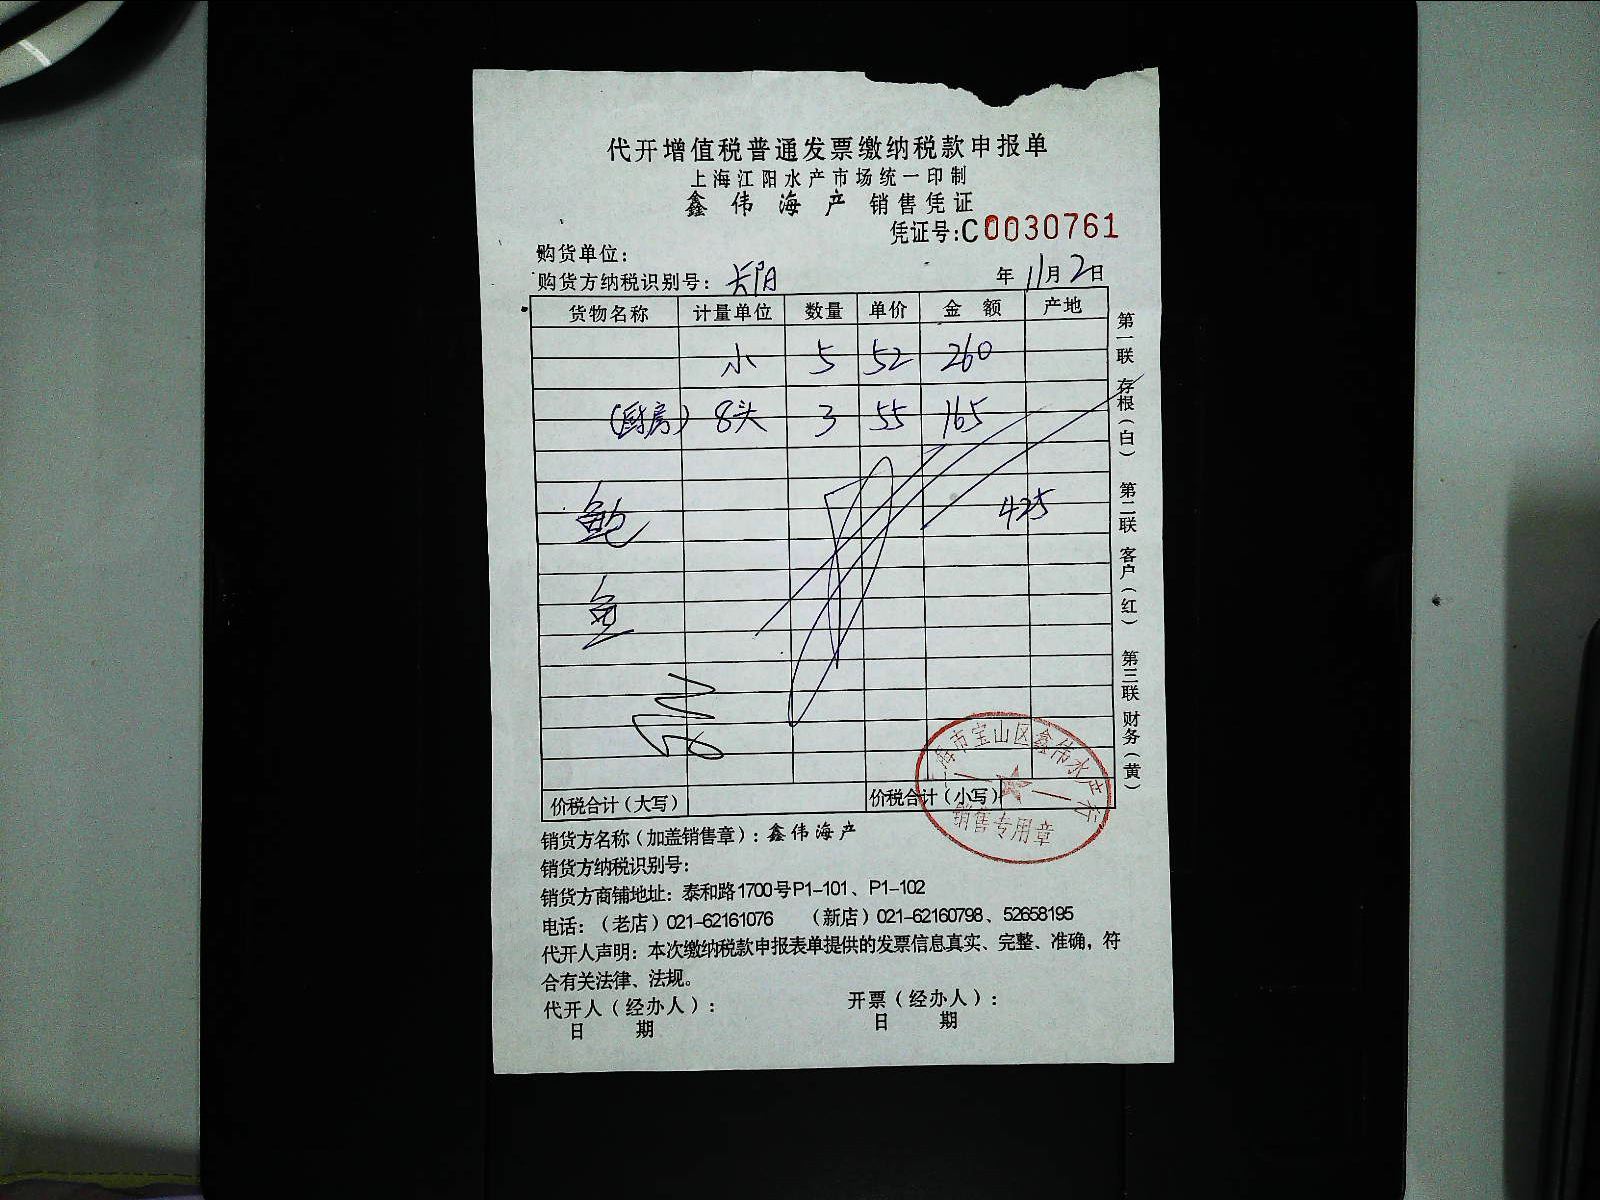 代开增值税普通发票缴纳税款申报单
上海江阳水产市场统一印制
鑫伟海产 销售凭证
凭证号:C0030761
购货单位:
购货方纳税识别号: 长阳 年11月2日
货物名称 计量单位 数量 单价 金额 产地
小 5 52 260
(厨房) 8头 3 55 165
425
鲍
鱼
价税合计(大写) 价税合计(小写)
第一联 存根(白) 第二联 客户(红) 第三联 财务(黄)
海市宝山区鑫伟水产行
销售专用章
销货方名称(加盖销售章): 鑫伟海产
销货方纳税识别号:
销货方商铺地址: 泰和路1700号P1-101、P1-102
电话:(老店)021-62161076 (新店)021-62160798、52658195
代开人声明: 本次缴纳税款申报表单提供的发票信息真实、完整、准确,符
合有关法律、法规。
代开人(经办人): 开票(经办人):
日 期 日 期